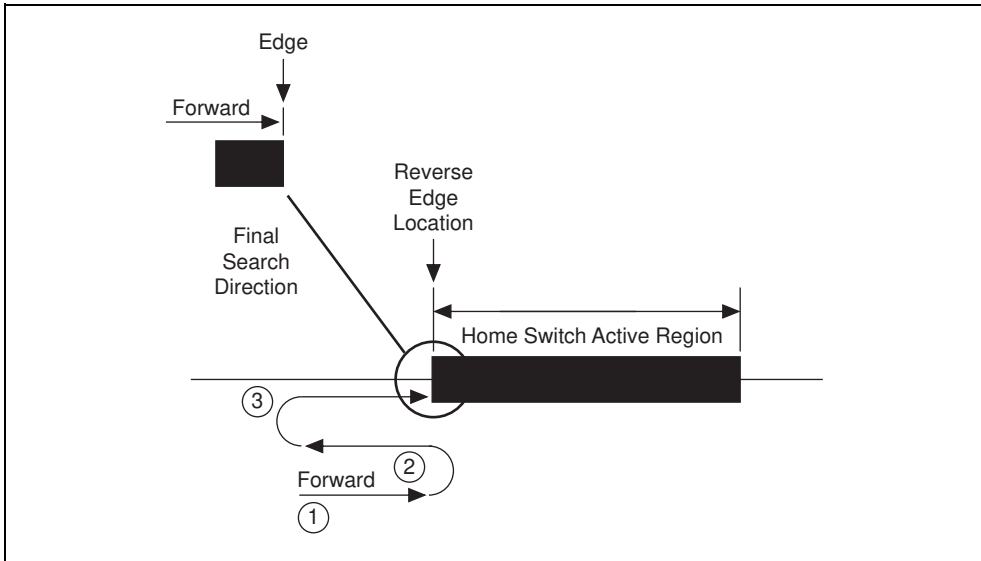 Edge
Forward
Reverse
Edge
Location
Final
Search
Direction
Home Switch Active Region
3
2
Forward
1